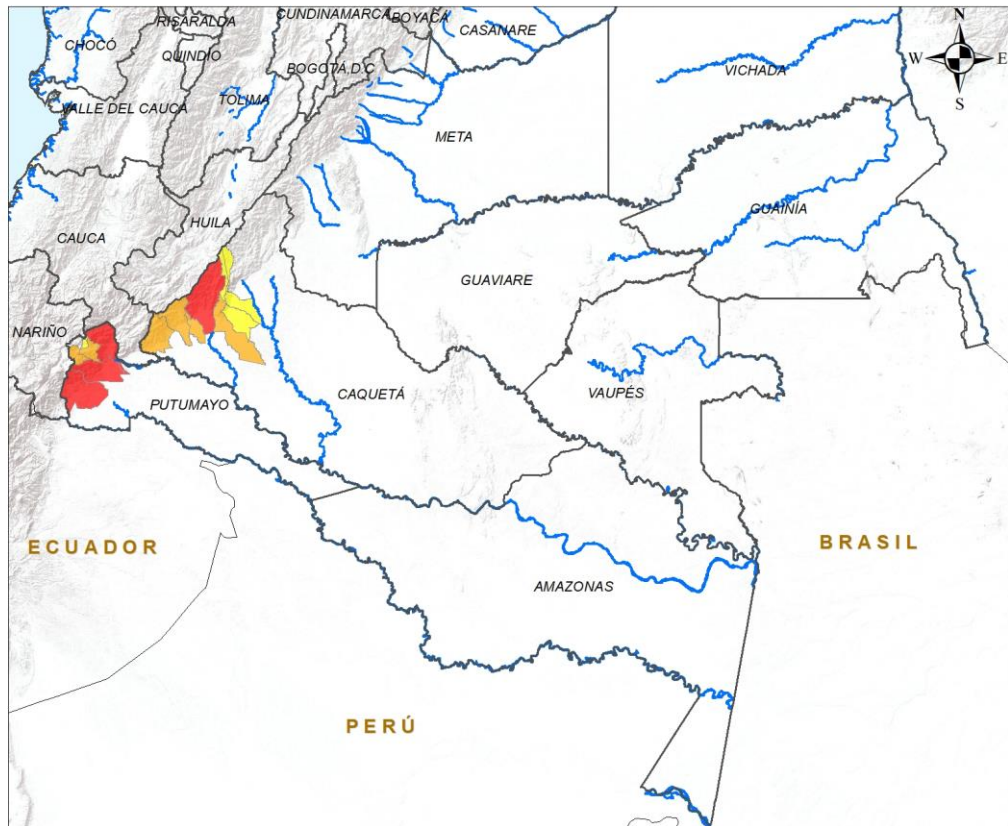 CUNDINAMARCA
BOYACÁ
RISARALDA
CASANARE
N
CHOCÓ
QUINDIO
BOGOTÁ D.C
W
E
VICHADA
VALLE DEL CAUCA
TOLIMA
S
META
GUAINÍA
HUILA
CAUCA
GUAVIARE
NARIÑO
CAQUETÁ
VAUPÉS
PUTUMAYO
ECUADOR
BRASIL
AMAZONAS
PERÚ